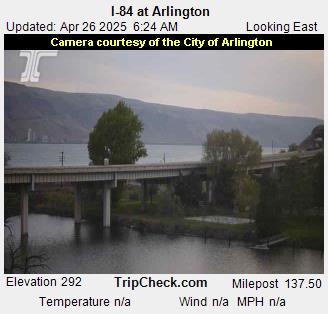 I-84 at Arlington
Updated: Apr 26 2025 6:24 AM Looking East
Camera courtesy of the City of Arlington
Elevation 292 TripCheck.com Milepost 137.50
Temperature n/a Wind n/a MPH n/a